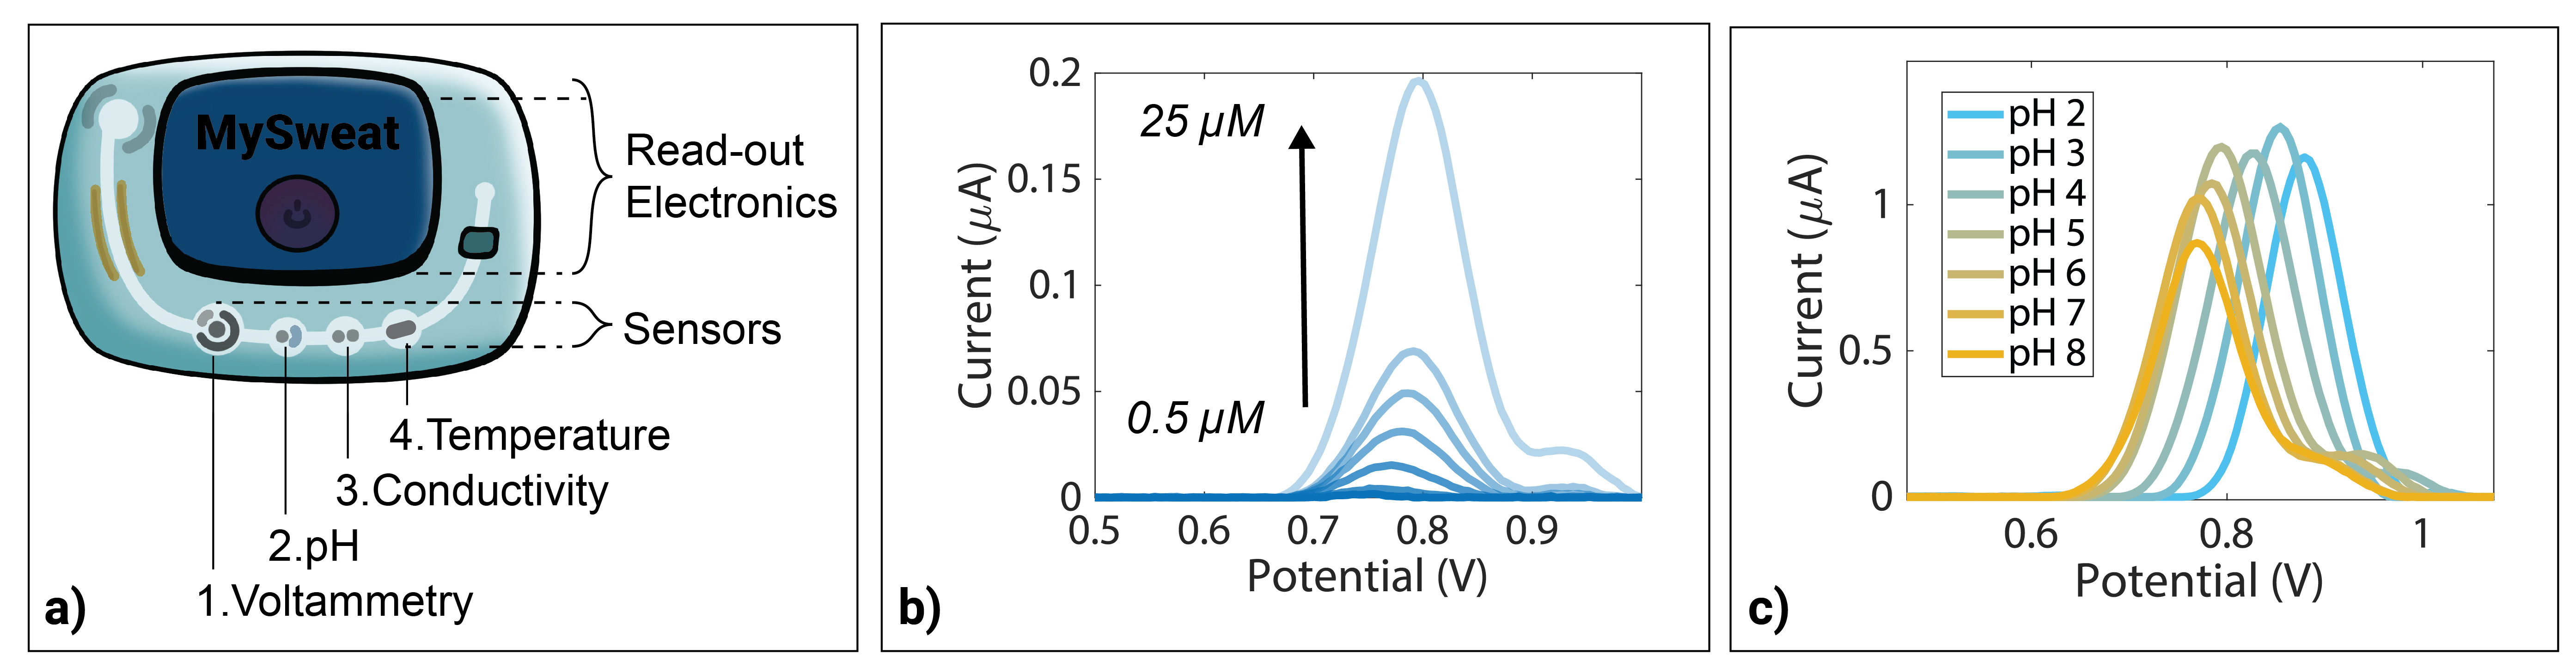 MySweat
Read-out
Electronics
Sensors
4.Temperature
3.Conductivity
2.pH
1.Voltammetry
a)
0.2
0.15
0.1
0.05
0
Current (μA)
25 μM
0.5 μM
0.5
0.6
0.7
0.8
0.9
Potential (V)
b)
1
0.5
0
Current (μA)
pH 2
pH 3
pH 4
pH 5
pH 6
pH 7
pH 8
0.6
0.8
1
Potential (V)
c)